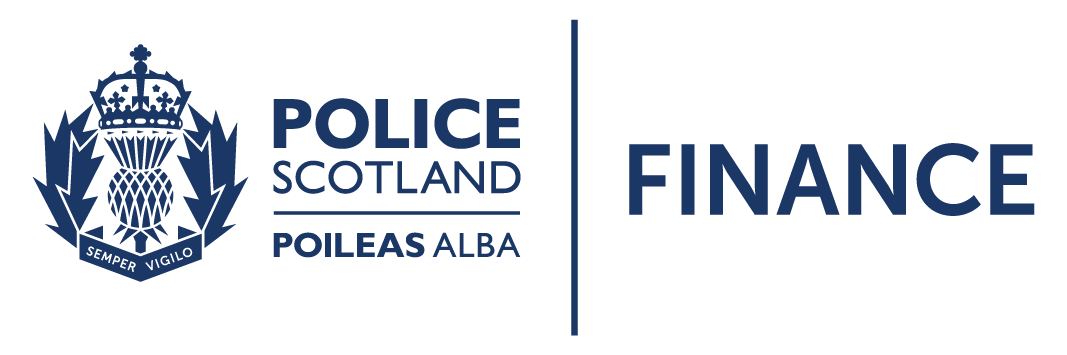 SEMPER VIGILO
POLICE
SCOTLAND
POILEAS ALBA
FINANCE